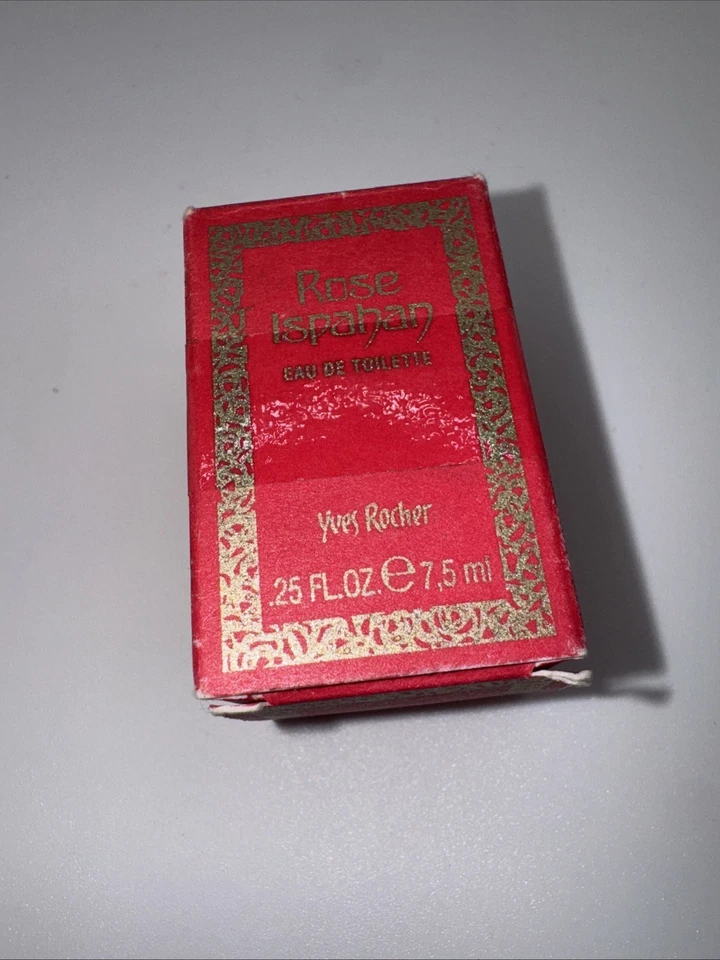 Rose
Ispahan
EAU DE TOILETTE
Yves Rocher
.25 FL.OZ. ℮ 7,5 ml